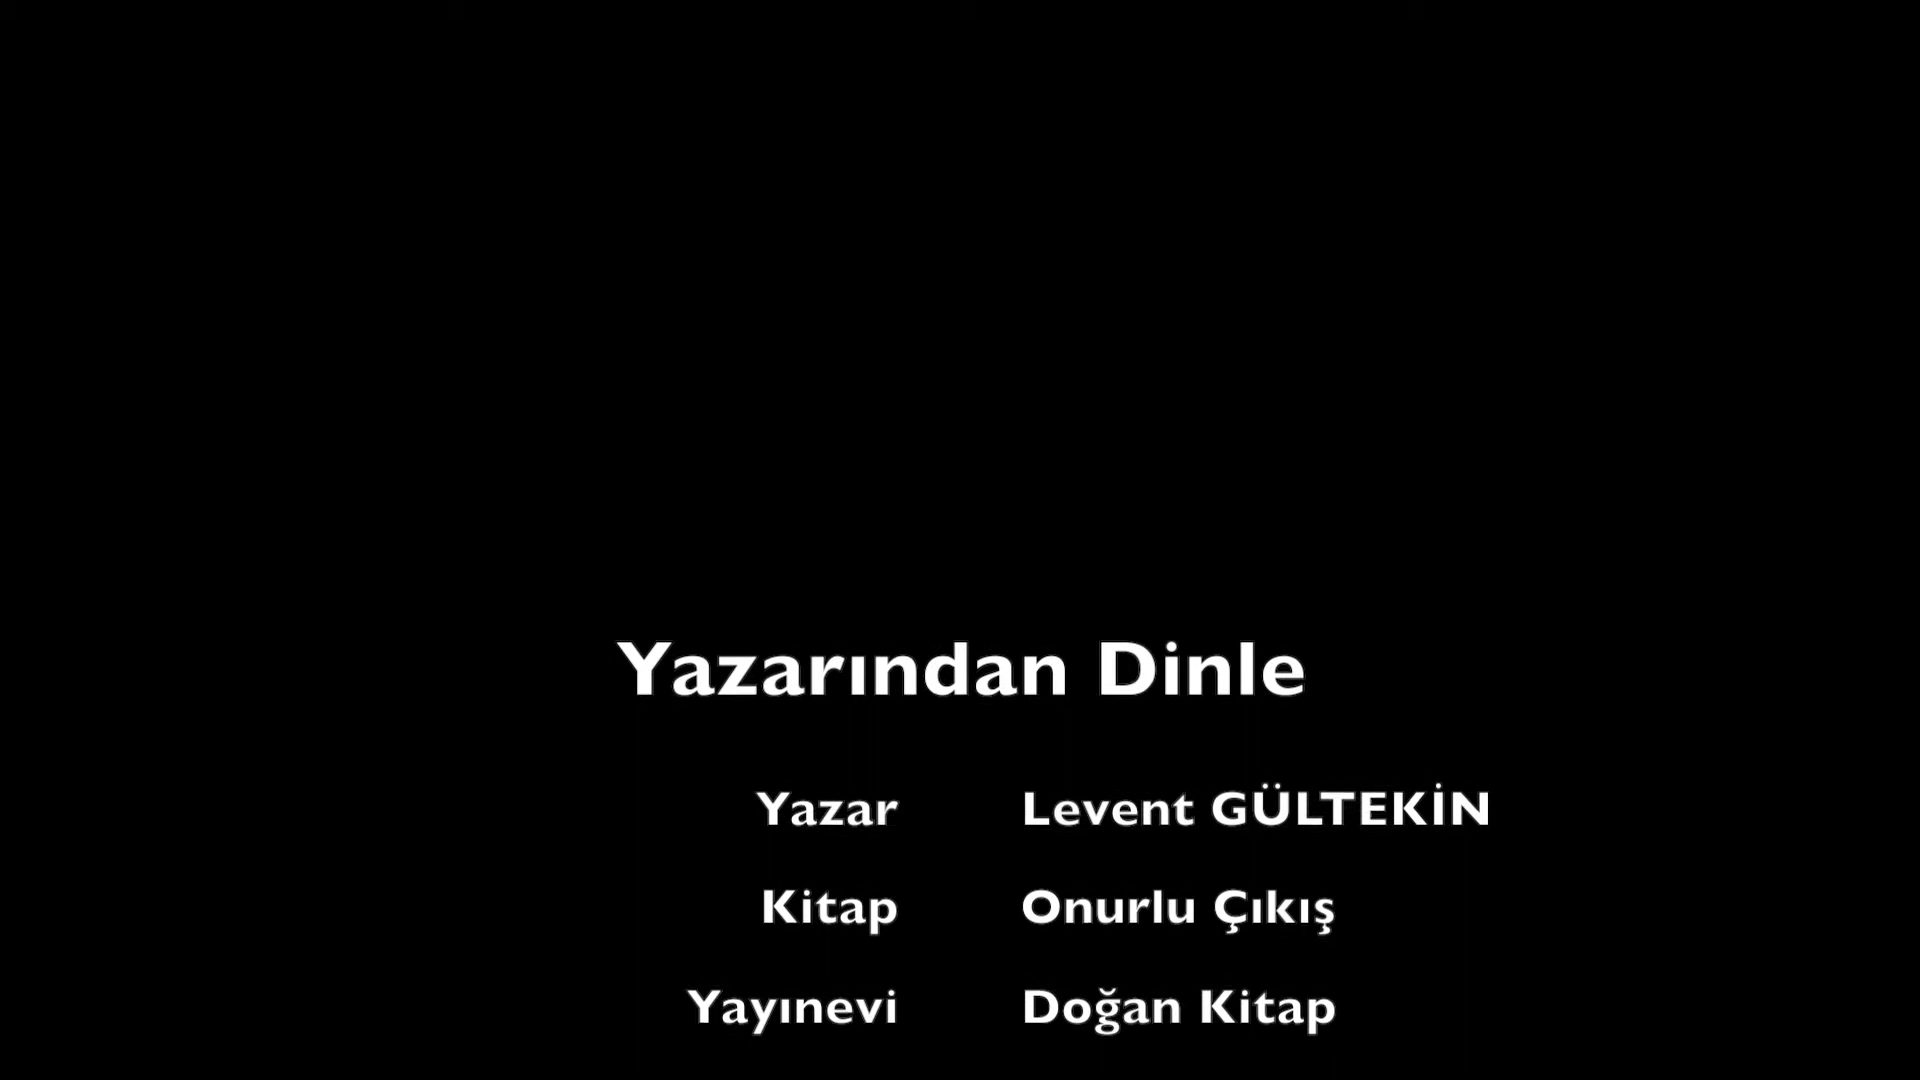 Yazarından Dinle
Yazar Levent GÜLTEKİN
Kitap Onurlu Çıkış
Yayınevi Doğan Kitap